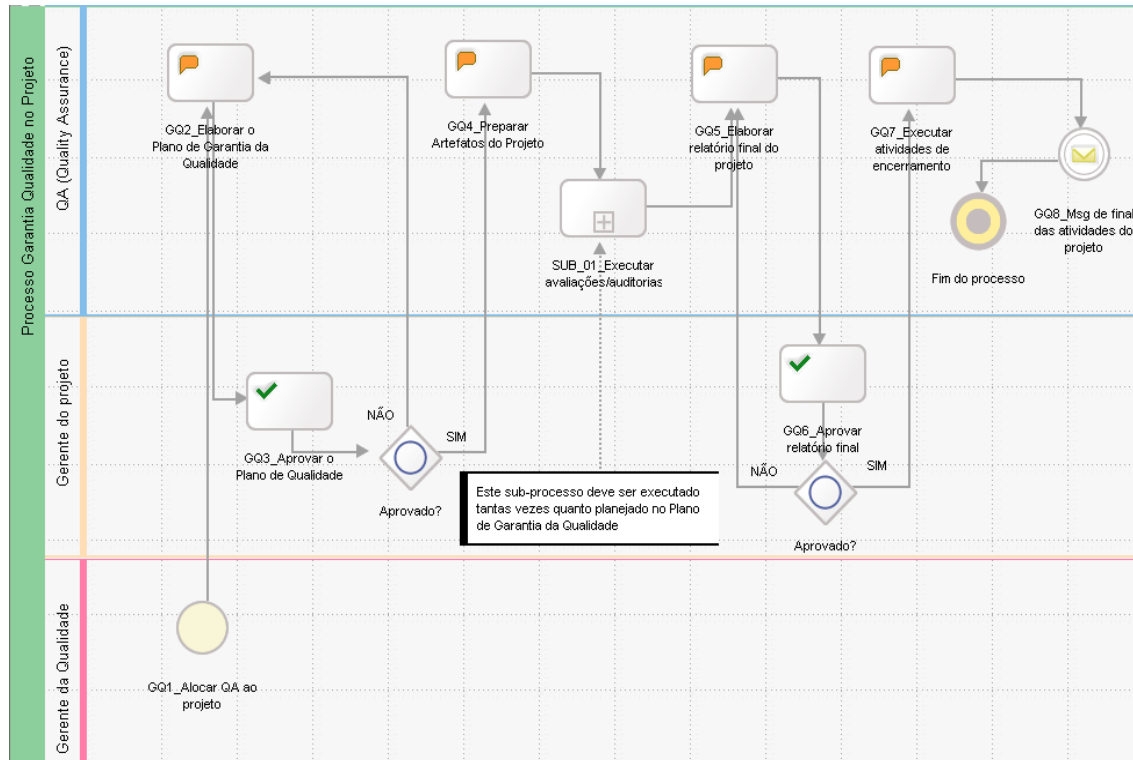 Processo Garantia Qualidade no Projeto
QA (Quality Assurance)
GQ2_Elaborar o
Plano de Garantia da
Qualidade
GQ4_Preparar
Artefatos do Projeto
SUB_01_Executar
avaliações/auditorias
GQ5_Elaborar
relatório final do
projeto
GQ7_Executar
atividades de
encerramento
GQ8_Msg de final
das atividades do
projeto
Fim do processo
Gerente do projeto
GQ3_Aprovar o
Plano de Qualidade
NÃO
SIM
Aprovado?
Este sub-processo deve ser executado
tantas vezes quanto planejado no Plano
de Garantia da Qualidade
GQ6_Aprovar
relatório final
NÃO
SIM
Aprovado?
Gerente da Qualidade
GQ1_Alocar QA ao
projeto